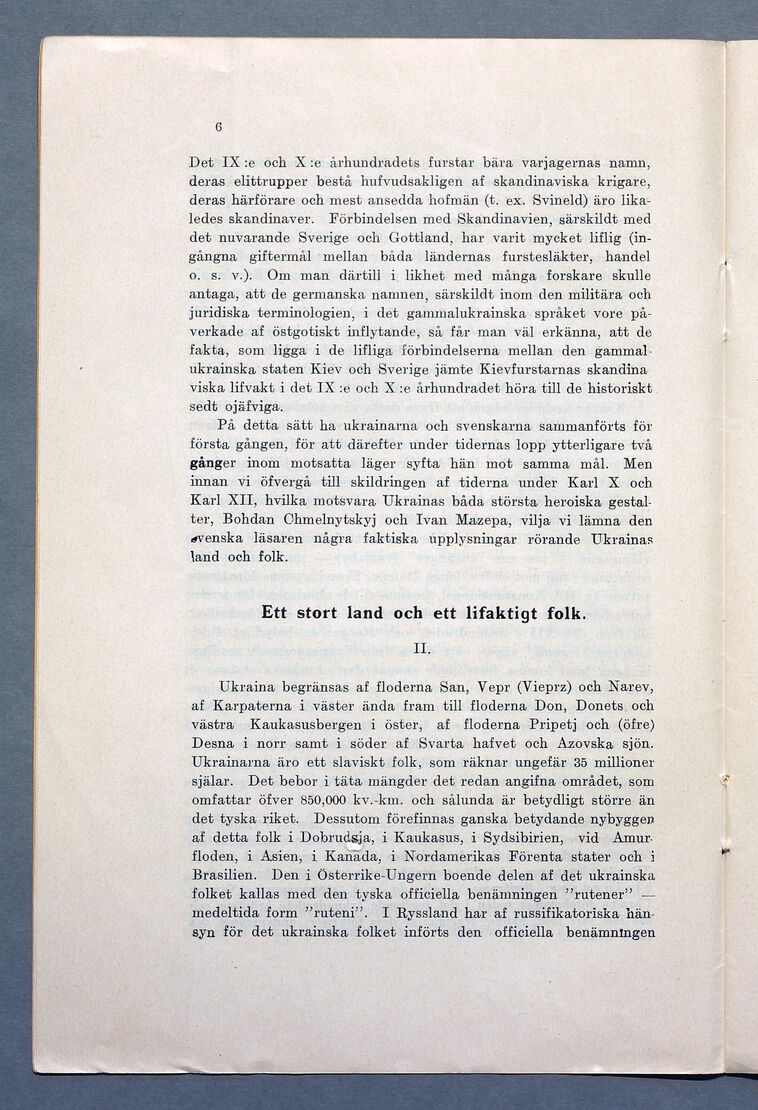 6
Det IX:e och X:e århundradets furstar bära varjagernas namn,
deras elittrupper bestå hufvudsakligen af skandinaviska krigare,
deras härförare och mest ansedda hofmän (t. ex. Svineld) äro lika-
ledes skandinaver. Förbindelsen med Skandinavien, särskildt med
det nuvarande Sverige och Gottland, har varit mycket liflig (in-
gångna giftermål mellan båda ländernas furstesläkter, handel
o. s. v.). Om man därtill i likhet med många forskare skulle
antaga, att de germanska namnen, särskildt inom den militära och
juridiska terminologien, i det gammalukrainska språket vore på-
verkade af östgotiskt inflytande, så får man väl erkänna, att de
fakta, som ligga i de lifliga förbindelserna mellan den gammal-
ukrainska staten Kiev och Sverige jämte Kievfurstarnas skandina
viska lifvakt i det IX:e och X:e århundradet höra till de historiskt
sedt ojäfviga.
På detta sätt ha ukrainarna och svenskarna sammanförts för
första gången, för att därefter under tidernas lopp ytterligare två
gånger inom motsatta läger syfta hän mot samma mål. Men
innan vi öfvergå till skildringen af tiderna under Karl X och
Karl XII, hvilka motsvara Ukrainas båda största heroiska gestal-
ter, Bohdan Chmelnytskyj och Ivan Mazepa, vilja vi lämna den
svenska läsaren några faktiska upplysningar rörande Ukrainas
land och folk.
Ett stort land och ett lifaktigt folk.
II.
Ukraina begränsas af floderna San, Vepr (Vieprz) och Narev,
af Karpaterna i väster ända fram till floderna Don, Donets och
västra Kaukasusbergen i öster, af floderna Pripetj och (öfre)
Desna i norr samt i söder af Svarta hafvet och Azovska sjön.
Ukrainarna äro ett slaviskt folk, som räknar ungefär 35 millioner
själar. Det bebor i täta mängder det redan angifna området, som
omfattar öfver 850,000 kv.-km. och sålunda är betydligt större än
det tyska riket. Dessutom förefinnas ganska betydande nybyggen
af detta folk i Dobrudsja, i Kaukasus, i Sydsibirien, vid Amur-
floden, i Asien, i Kanada, i Nordamerikas Förenta stater och i
Brasilien. Den i Österrike-Ungern boende delen af det ukrainska
folket kallas med den tyska officiella benämningen ”rutener” —
medeltida form ”ruteni”. I Ryssland har af russifikatoriska hän-
syn för det ukrainska folket införts den officiella benämningen